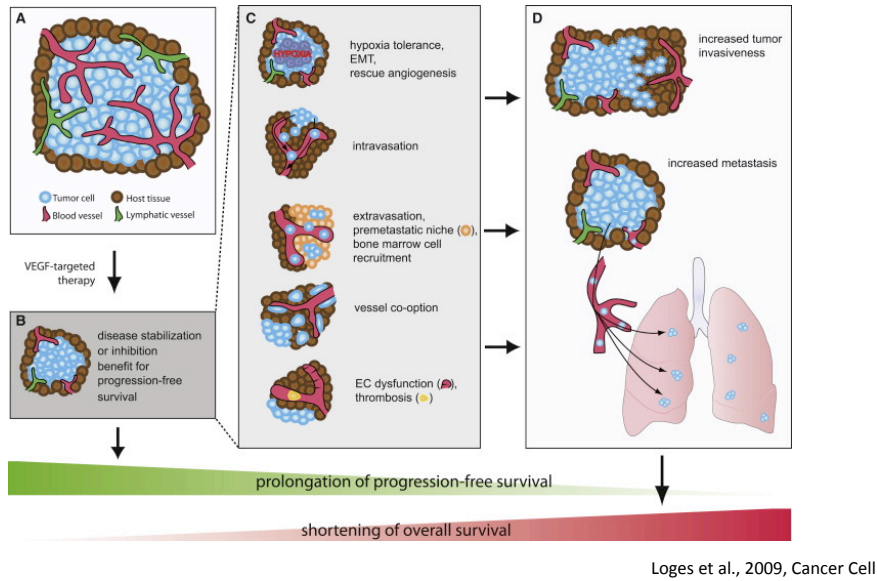 A
Tumor cell
Host tissue
Blood vessel
Lymphatic vessel
VEGF-targeted
therapy
B
disease stabilization
or inhibition
benefit for
progression-free
survival
C
HYPOXIA
hypoxia tolerance,
EMT,
rescue angiogenesis
intravasation
extravasation,
premetastatic niche ( ),
bone marrow cell
recruitment
vessel co-option
EC dysfunction ( ),
thrombosis ( )
D
increased tumor
invasiveness
increased metastasis
prolongation of progression-free survival
shortening of overall survival
Loges et al., 2009, Cancer Cell